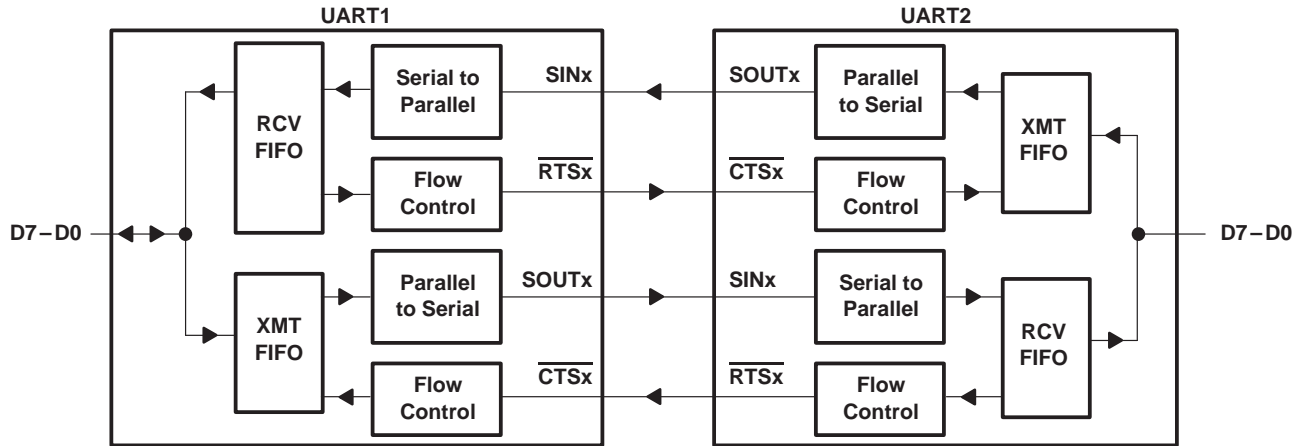 UART1
UART2
Serial to
Parallel
SINx
SOUTx
Parallel
to Serial
RCV
FIFO
XMT
FIFO
Flow
Control
RTSx
CTSx
Flow
Control
D7–D0
D7–D0
Parallel
to Serial
SOUTx
SINx
Serial to
Parallel
XMT
FIFO
RCV
FIFO
Flow
Control
CTSx
RTSx
Flow
Control